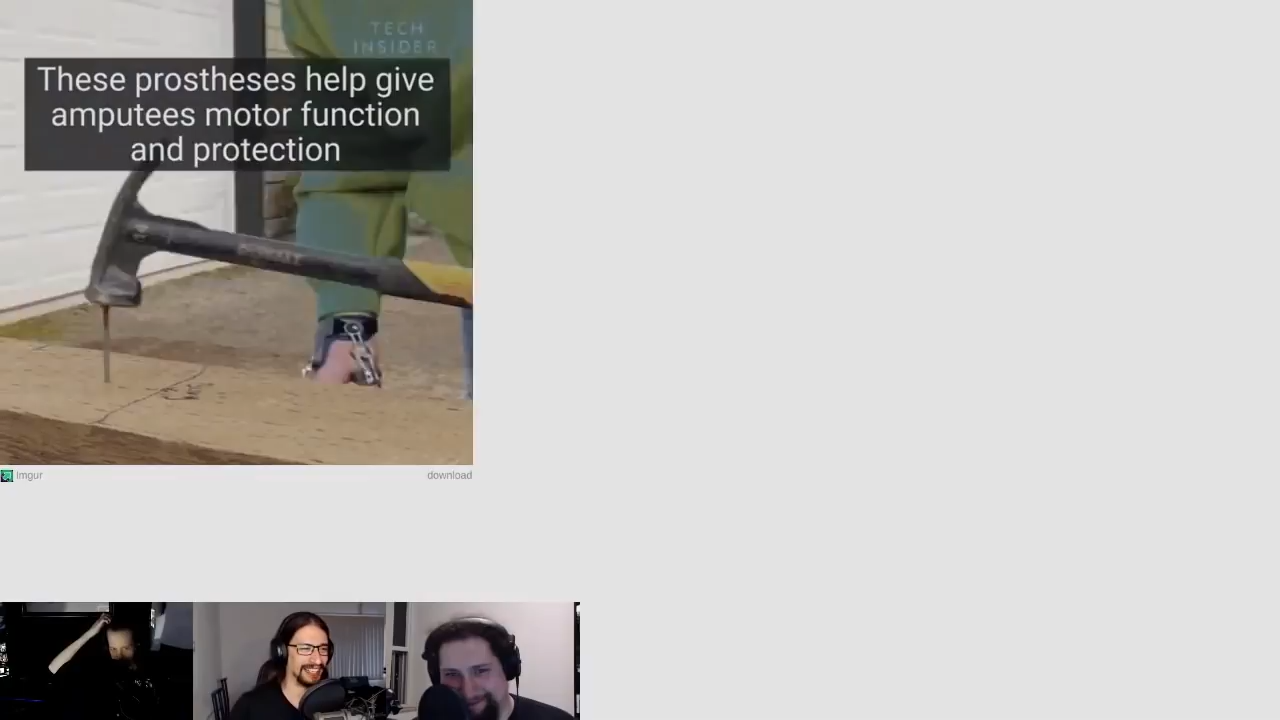 TECH
INSIDER
These prostheses help give
amputees motor function
and protection
imgur
download